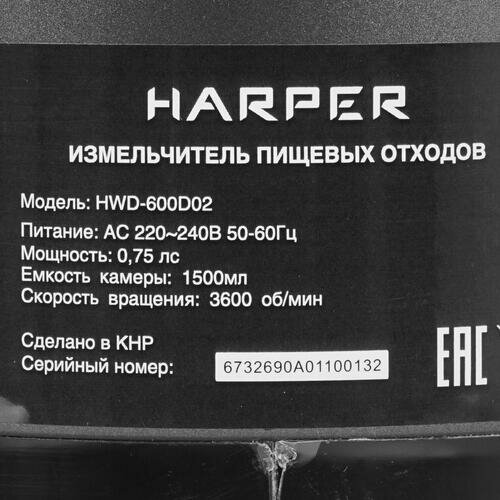 HARPER
ИЗМЕЛЬЧИТЕЛЬ ПИЩЕВЫХ ОТХОДОВ
Модель: HWD-600D02
Питание: АС 220~240В 50-60Гц
Мощность: 0,75 лс
Емкость камеры: 1500мл
Скорость вращения: 3600 об/мин
Сделано в КНР
Серийный номер: 6732690A01100132
EAC